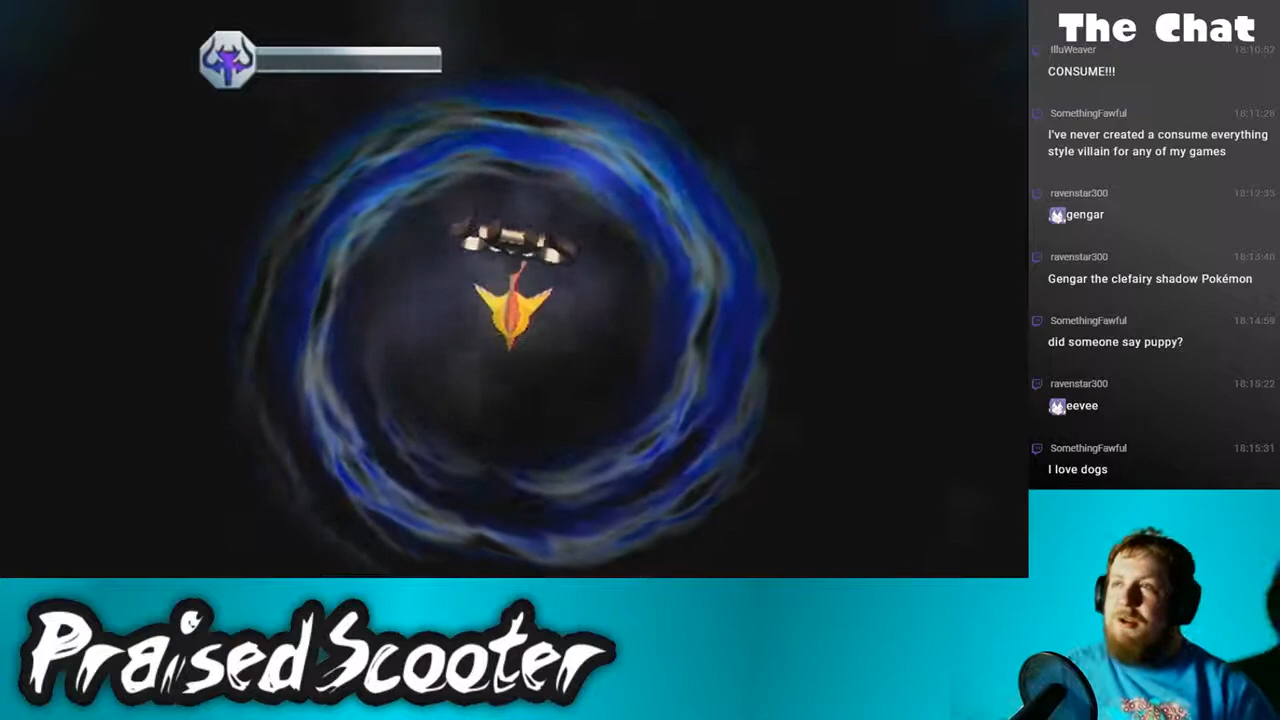 The Chat
IlluWeaver 18:10:52
CONSUME!!!
SomethingFawful 18:11:28
I've never created a consume everything
style villain for any of my games
ravenstar300 18:12:33
gengar
ravenstar300 18:13:40
Gengar the clefairy shadow Pokémon
SomethingFawful 18:14:59
did someone say puppy?
ravenstar300 18:15:22
eevee
SomethingFawful 18:15:31
I love dogs
PraisedScooter